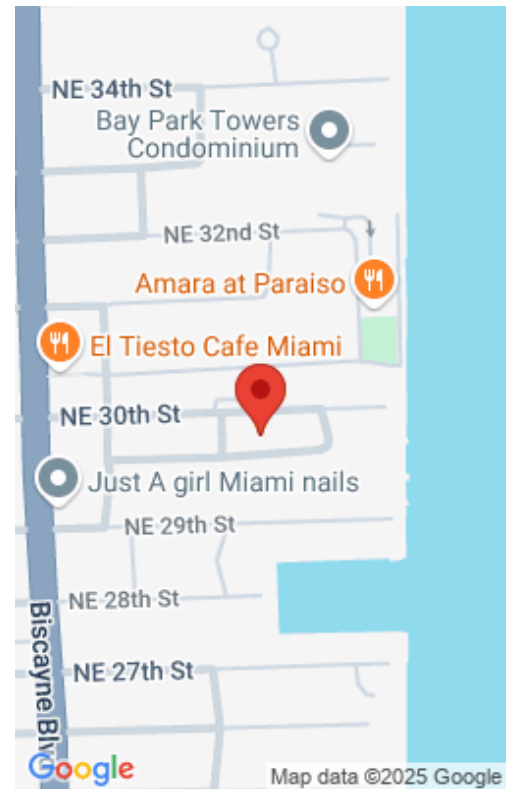 NE 34th St
Bay Park Towers
Condominium
NE 32nd St
Amara at Paraiso
El Tiesto Cafe Miami
NE 30th St
Just A girl Miami nails
NE 29th St
NE 28th St
Biscayne Blv
NE 27th St
Google
Map data ©2025 Google